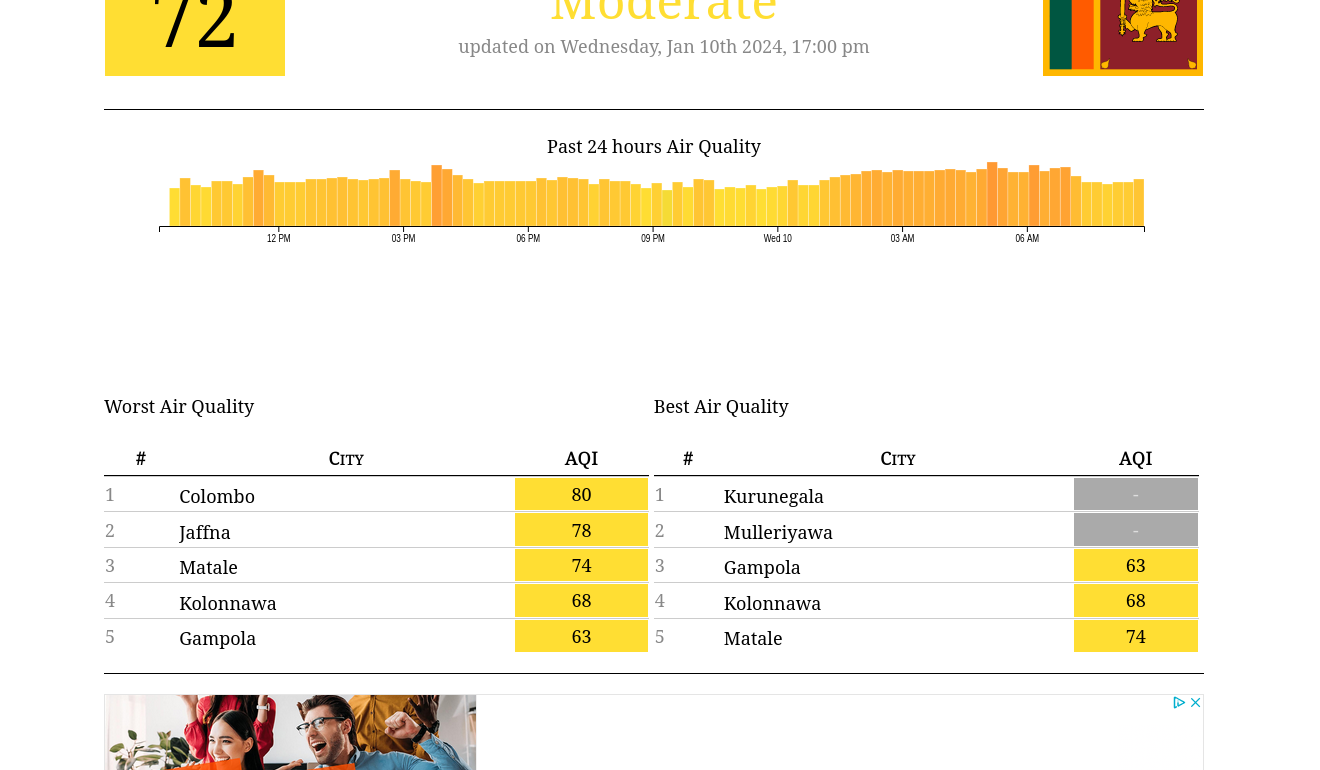 72
Moderate
updated on Wednesday, Jan 10th 2024, 17:00 pm
Past 24 hours Air Quality
12 PM 03 PM 06 PM 09 PM Wed 10 03 AM 06 AM
Worst Air Quality
# City AQI
1 Colombo 80
2 Jaffna 78
3 Matale 74
4 Kolonnawa 68
5 Gampola 63
Best Air Quality
# City AQI
1 Kurunegala -
2 Mulleriyawa -
3 Gampola 63
4 Kolonnawa 68
5 Matale 74